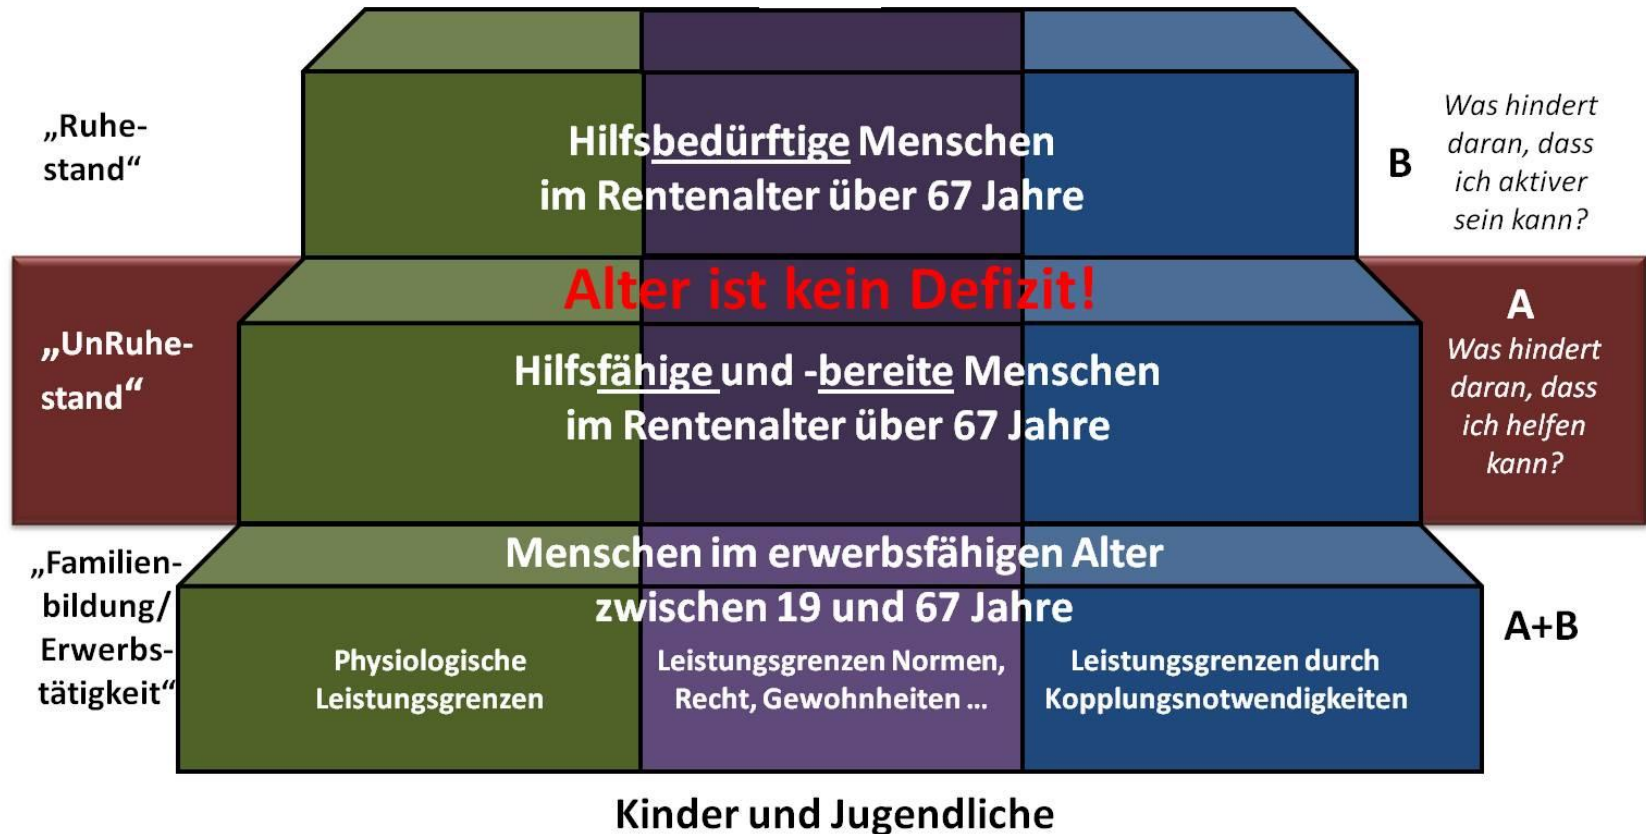 „Ruhe-
stand“
Hilfsbedürftige Menschen
im Rentenalter über 67 Jahre
B
Was hindert
daran, dass
ich aktiver
sein kann?
Alter ist kein Defizit!
„UnRuhe-
stand“
Hilfsfähige und -bereite Menschen
im Rentenalter über 67 Jahre
A
Was hindert
daran, dass
ich helfen
kann?
„Familien-
bildung/
Erwerbs-
tätigkeit“
Menschen im erwerbsfähigen Alter
zwischen 19 und 67 Jahre
Physiologische
Leistungsgrenzen
Leistungsgrenzen Normen,
Recht, Gewohnheiten ...
Leistungsgrenzen durch
Kopplungsnotwendigkeiten
A+B
Kinder und Jugendliche